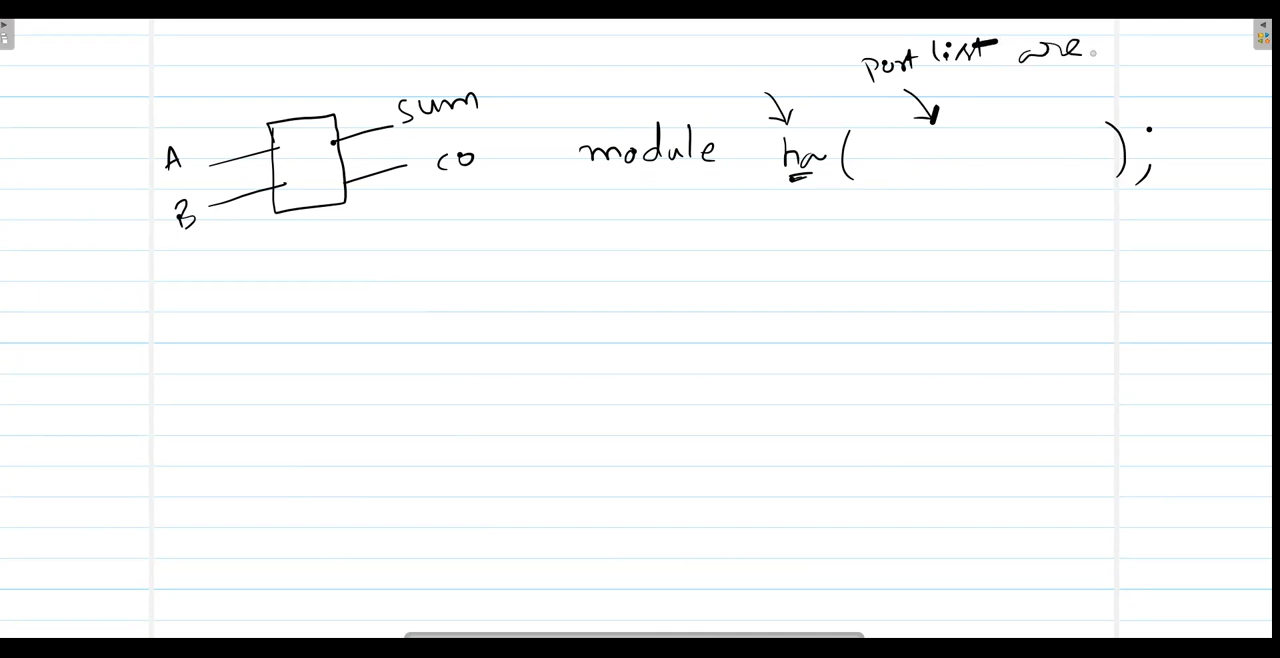 port list are
sum
A
co
module ha( );
B